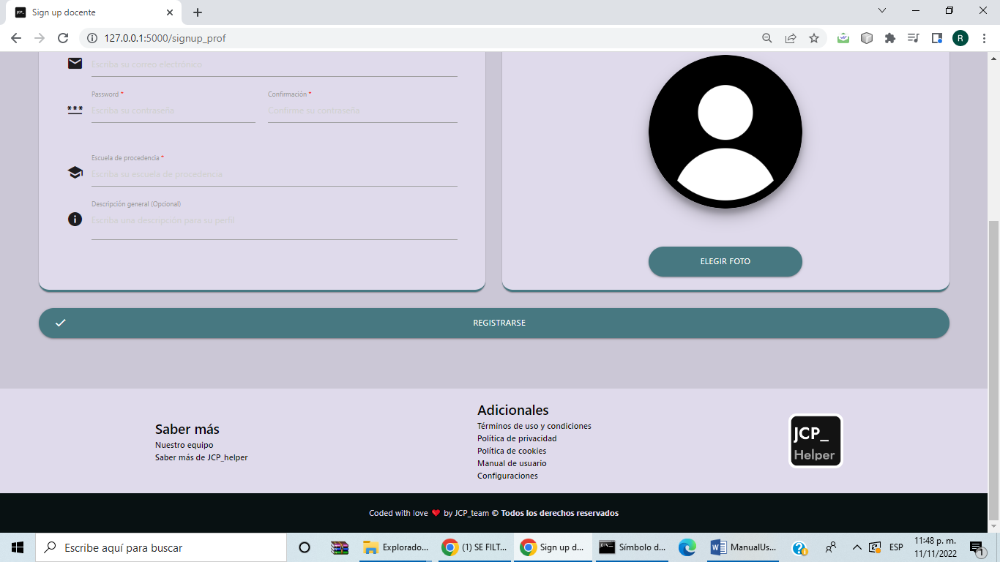 JCP_
Sign up docente
127.0.0.1:5000/signup_prof
R
Escriba su correo electrónico
Password *
Confirmación *
***
Escriba su contraseña
Confirme su contraseña
Escuela de procedencia *
Escriba su escuela de procedencia
Descripción general (Opcional)
Escriba una descripción para su perfil
ELEGIR FOTO
REGISTRARSE
Saber más
Nuestro equipo
Saber más de JCP_helper
Adicionales
Términos de uso y condiciones
Política de privacidad
Política de cookies
Manual de usuario
Configuraciones
JCP_
Helper
Coded with love ❤ by JCP_team © Todos los derechos reservados
Escribe aquí para buscar
Explorado...
(1) SE FILT...
Sign up d...
Símbolo d...
ManualUs...
ESP
11:48 p. m.
11/11/2022
1